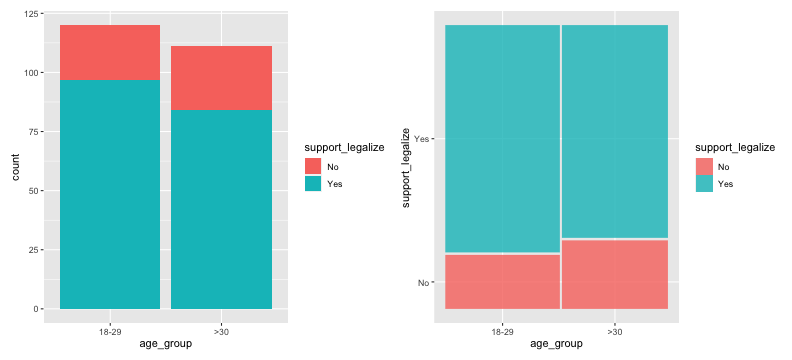 125
100
75
50
25
0
count
18-29
>30
age_group
support_legalize
No
Yes
support_legalize
Yes
No
18-29
>30
age_group
support_legalize
No
Yes